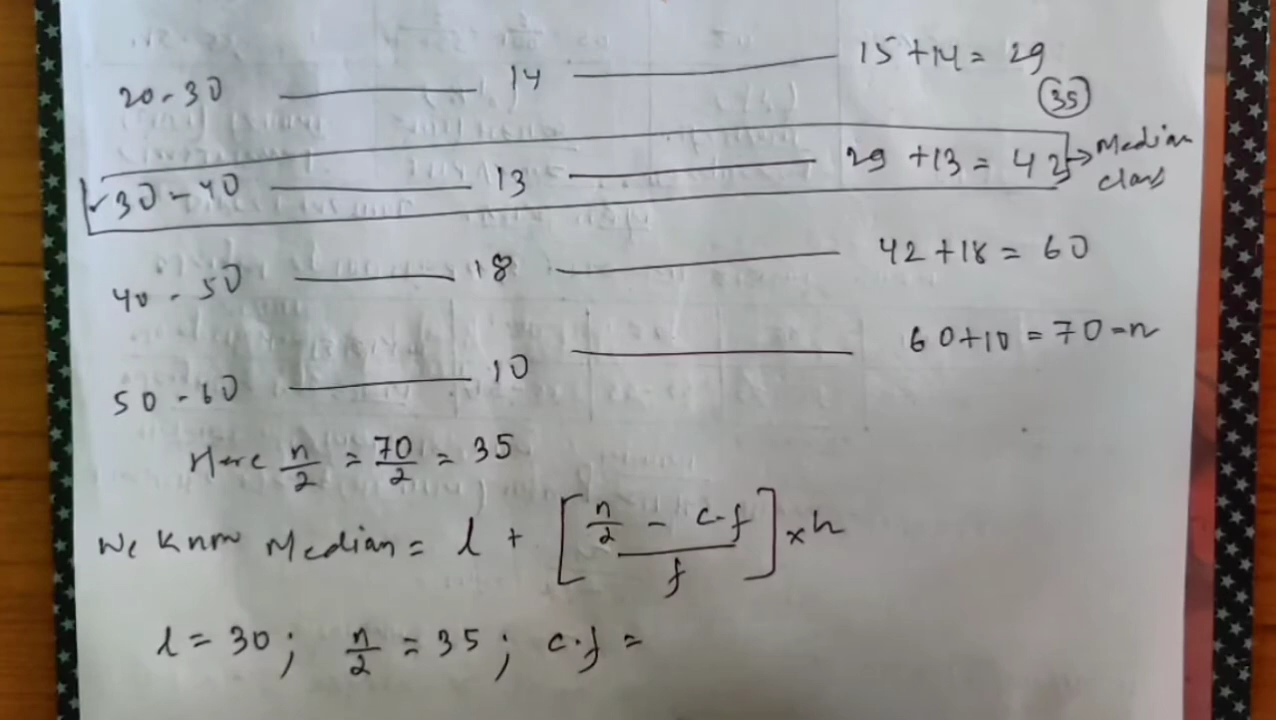 20-30 14 15+14= 29
35
✓30-40 13 29 +13 = 42 → Median class
40-50 18 42 +18 = 60
50-60 10 60+10 = 70 = n
Here n/2 = 70/2 = 35
We Know Median = l + [n/2 - c.f / f] x h
l = 30 ; n/2 = 35 ; c.f =